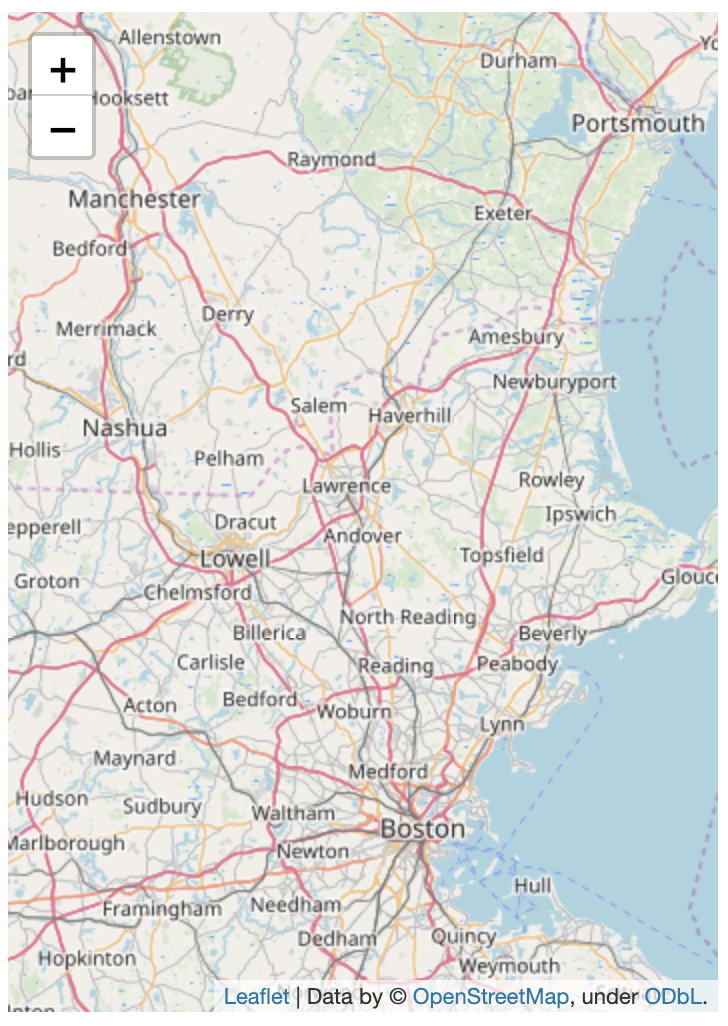 Allenstown
Durham
+
Hooksett
Portsmouth
−
Raymond
Manchester
Exeter
Bedford
Derry
Merrimack
Amesbury
Newburyport
Salem
Haverhill
Nashua
Hollis
Pelham
Rowley
Lawrence
Ipswich
Dracut
epperell
Andover
Topsfield
Lowell
Glouce
Groton
Chelmsford
North Reading
Billerica
Beverly
Carlisle
Reading
Peabody
Bedford
Acton
Woburn
Lynn
Maynard
Medford
Hudson
Sudbury
Waltham
Boston
Marlborough
Newton
Hull
Needham
Framingham
Dedham
Quincy
Hopkinton
Weymouth
Leaflet | Data by © OpenStreetMap, under ODbL.